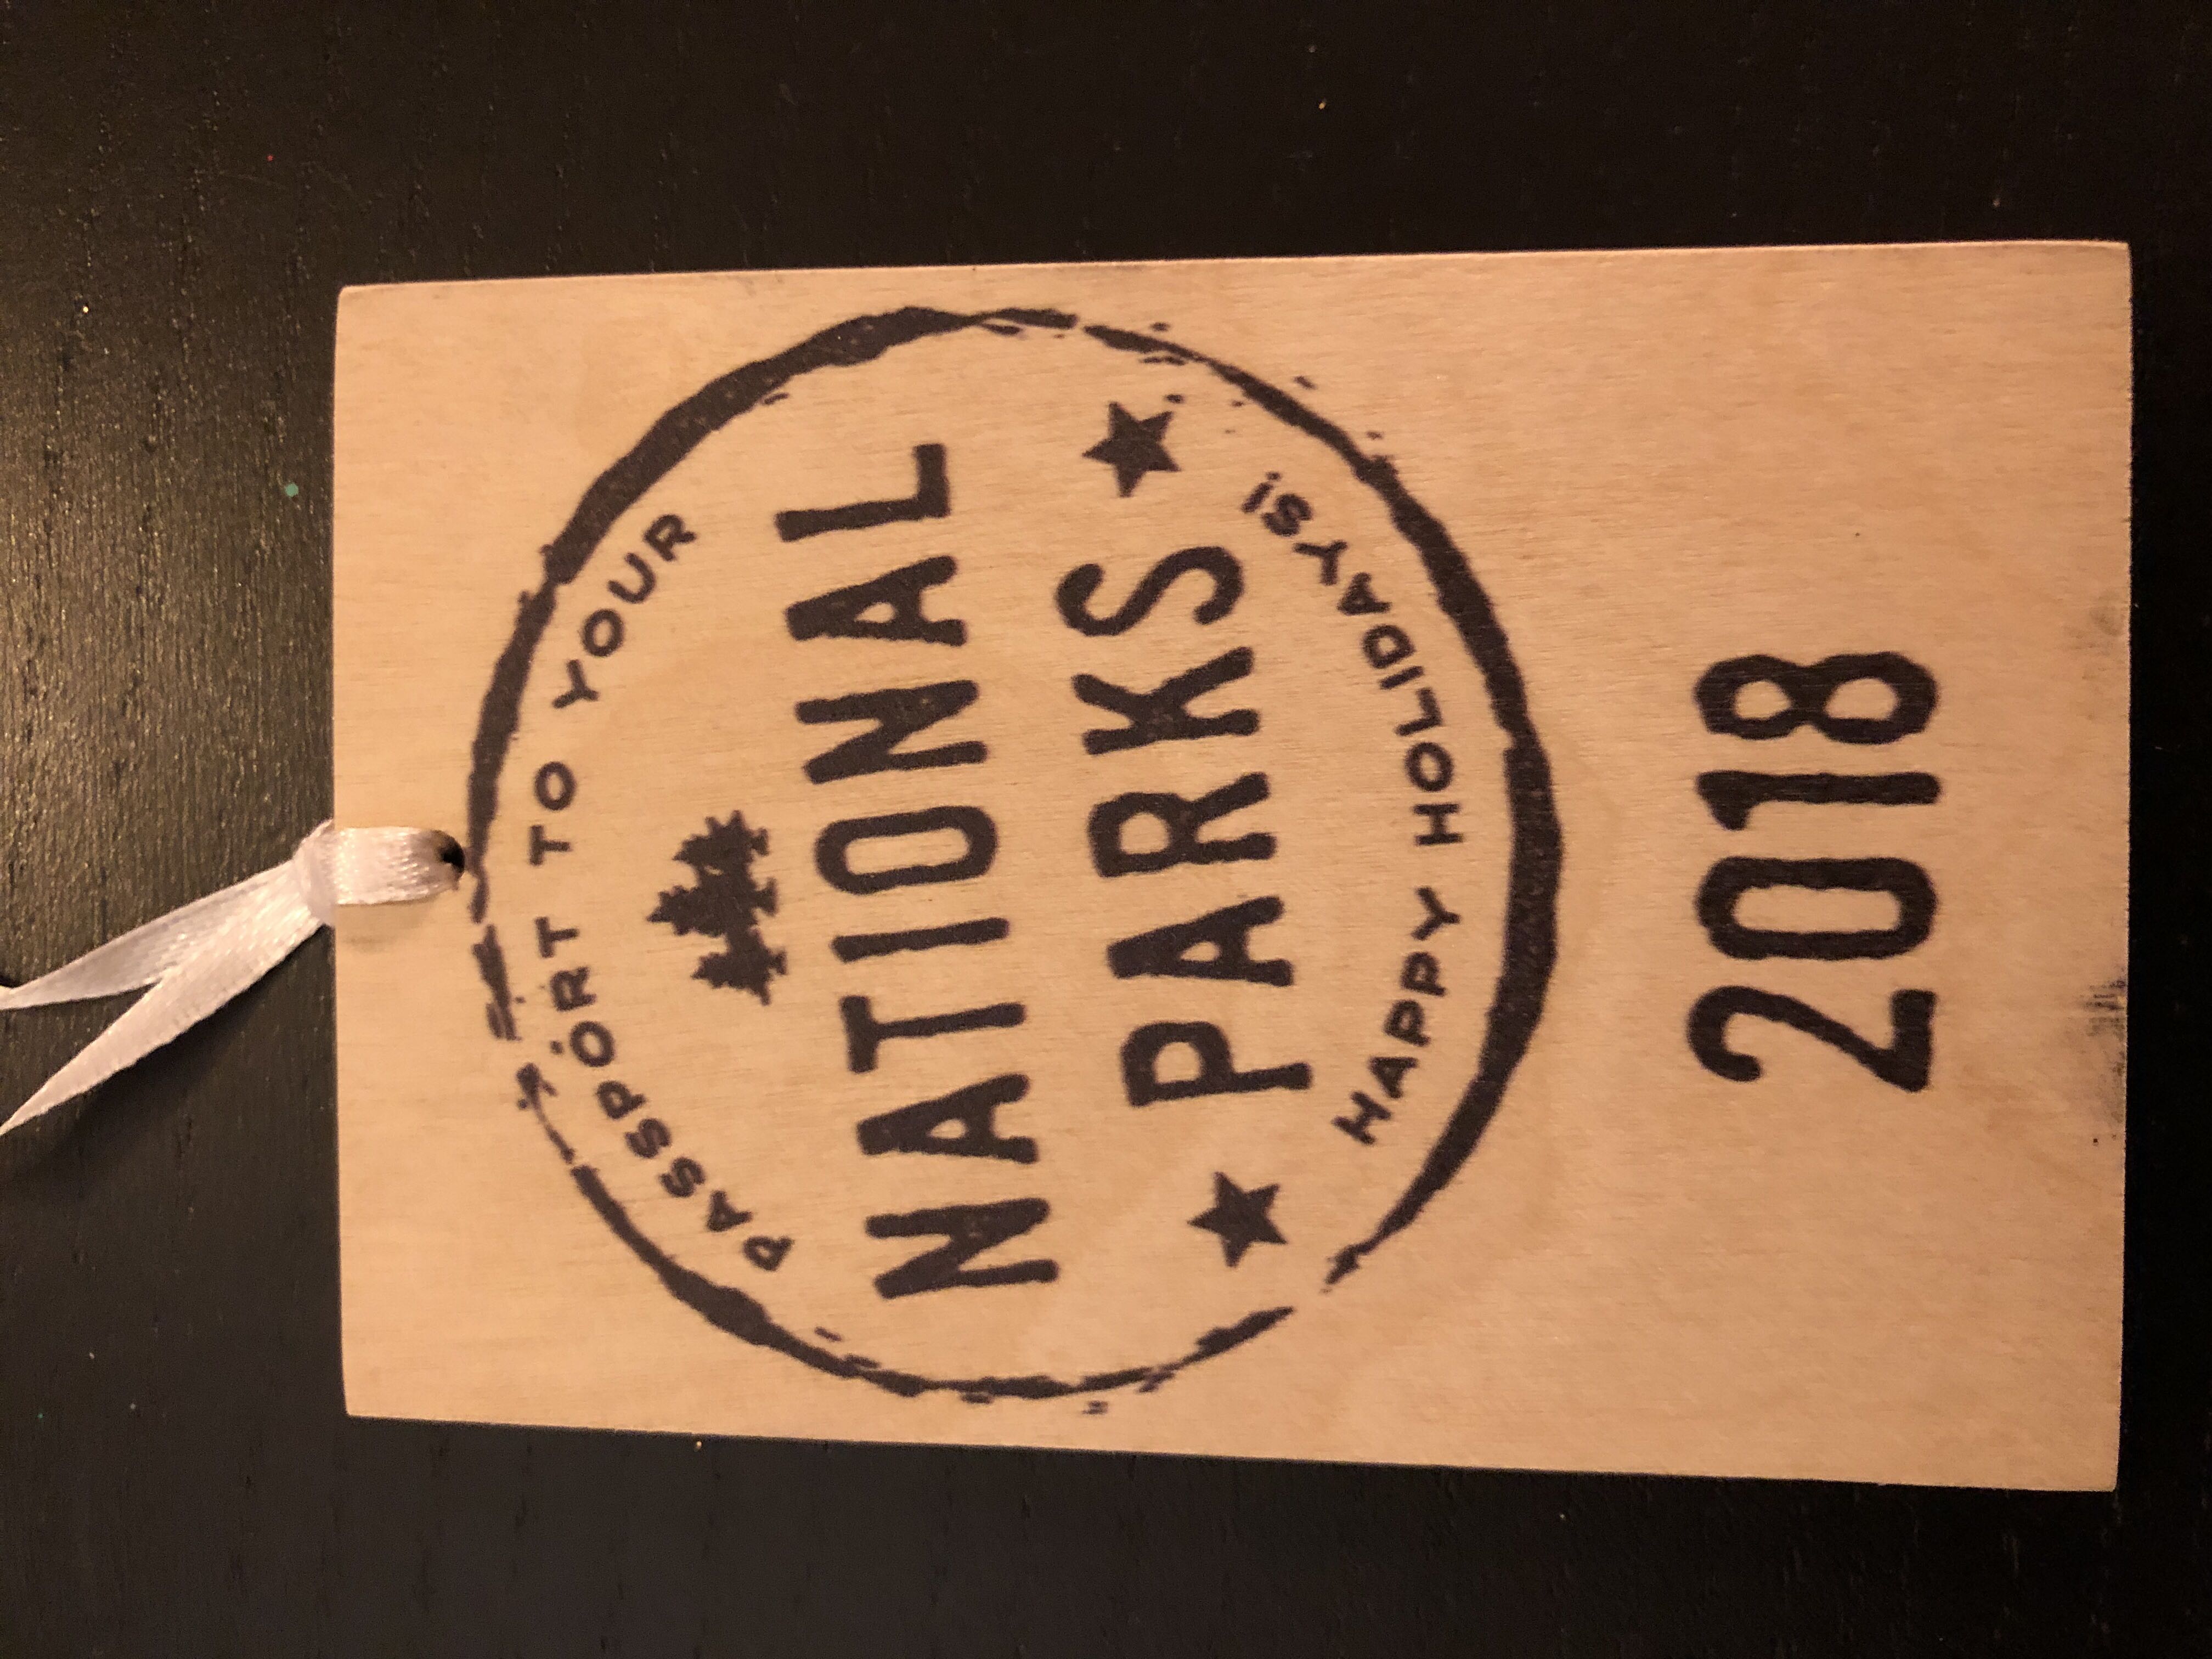 PASSPORT TO YOUR
NATIONAL
PARKS
HAPPY HOLIDAYS!
2018